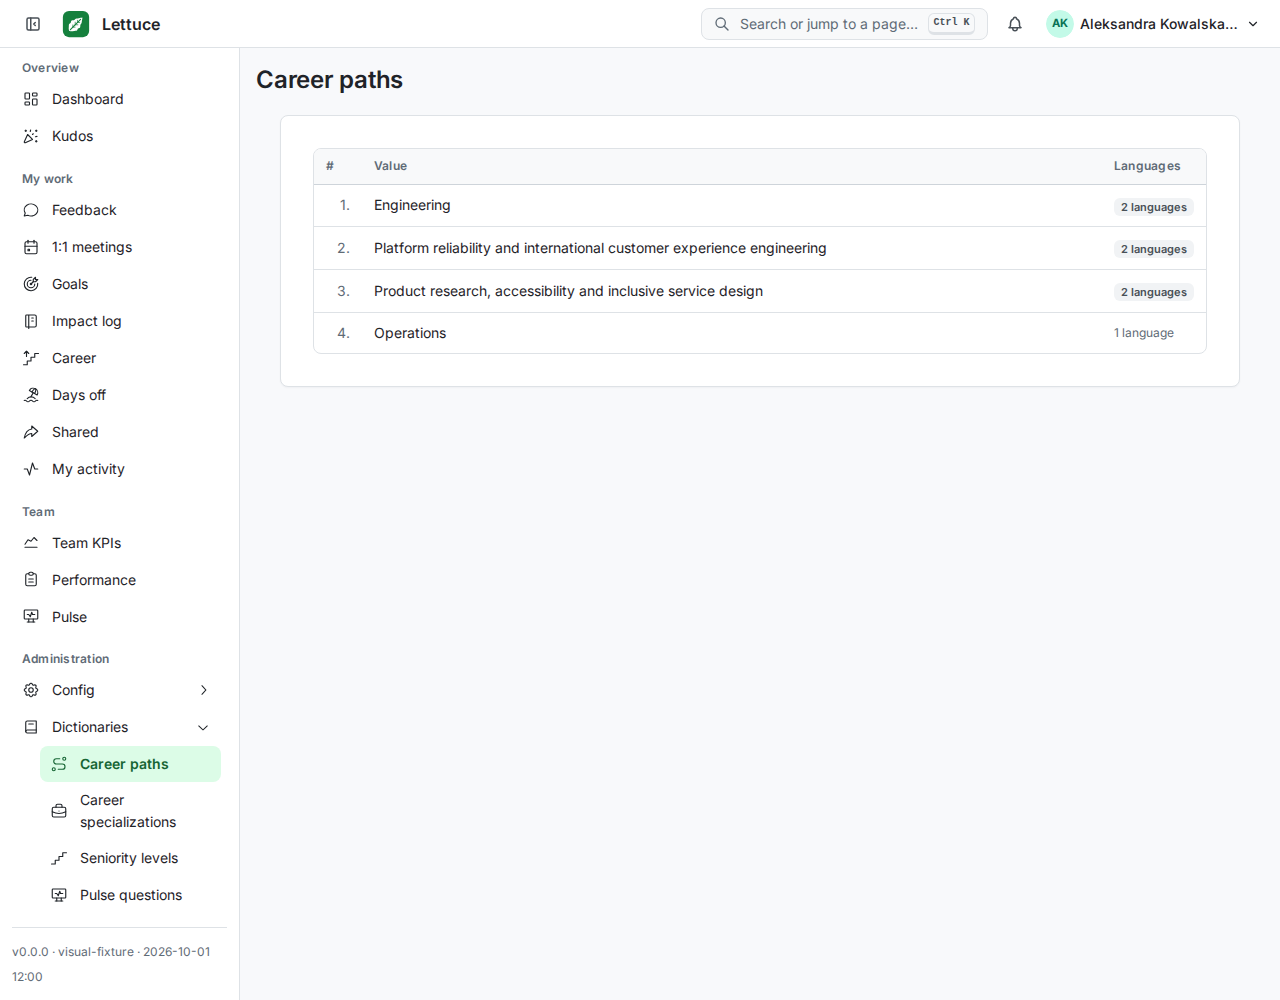 Lettuce
Search or jump to a page... Ctrl K
AK Aleksandra Kowalska...
Overview
Dashboard
Kudos
My work
Feedback
1:1 meetings
Goals
Impact log
Career
Days off
Shared
My activity
Team
Team KPIs
Performance
Pulse
Administration
Config
Dictionaries
Career paths
Career
specializations
Seniority levels
Pulse questions
v0.0.0 · visual-fixture · 2026-10-01
12:00
Career paths
# Value Languages
1. Engineering 2 languages
2. Platform reliability and international customer experience engineering 2 languages
3. Product research, accessibility and inclusive service design 2 languages
4. Operations 1 language